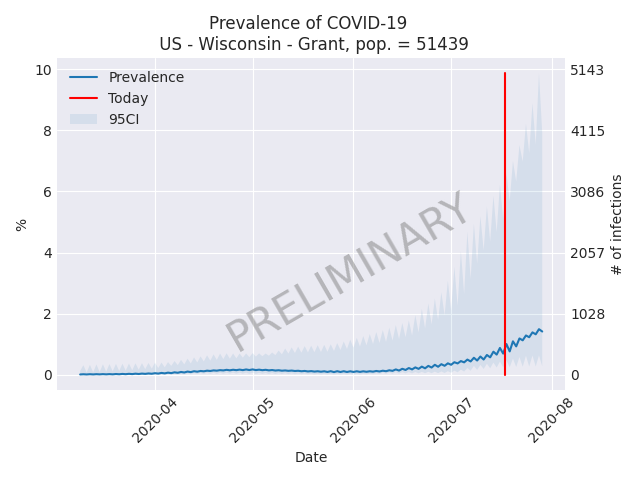 Prevalence of COVID-19
US - Wisconsin - Grant, pop. = 51439
Prevalence
Today
95CI
PRELIMINARY
%
10
8
6
4
2
0
5143
4115
3086
2057
1028
0
# of infections
2020-04
2020-05
2020-06
2020-07
2020-08
Date